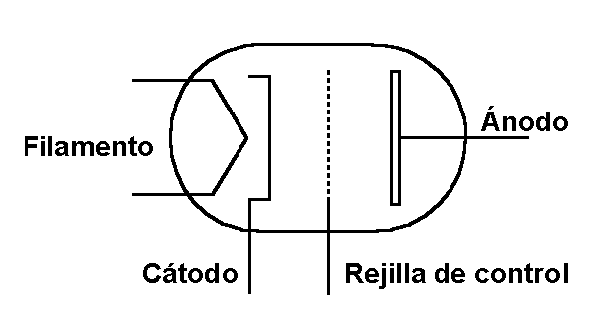 Ánodo
Filamento
Cátodo
Rejilla de control